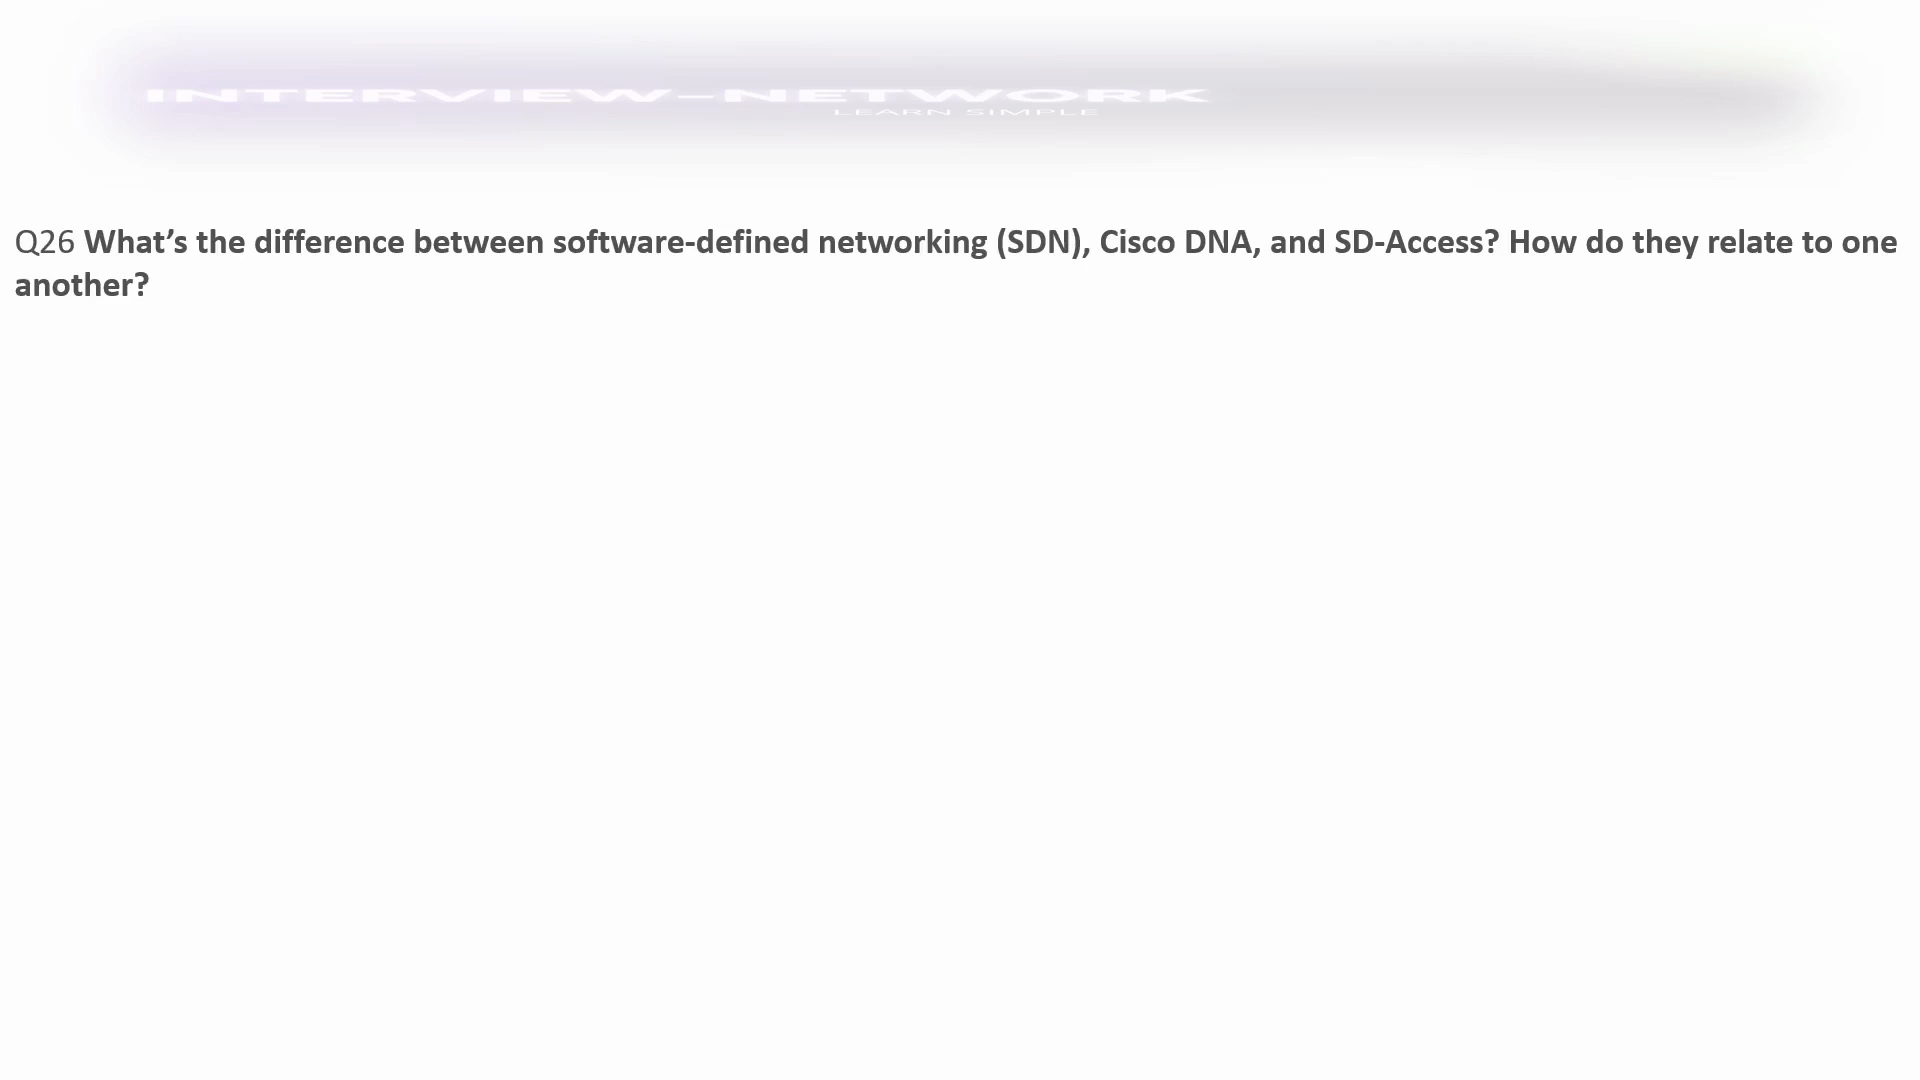 INTERVIEW-NETWORK
LEARN SIMPLE
Q26 What’s the difference between software-defined networking (SDN), Cisco DNA, and SD-Access? How do they relate to one
another?